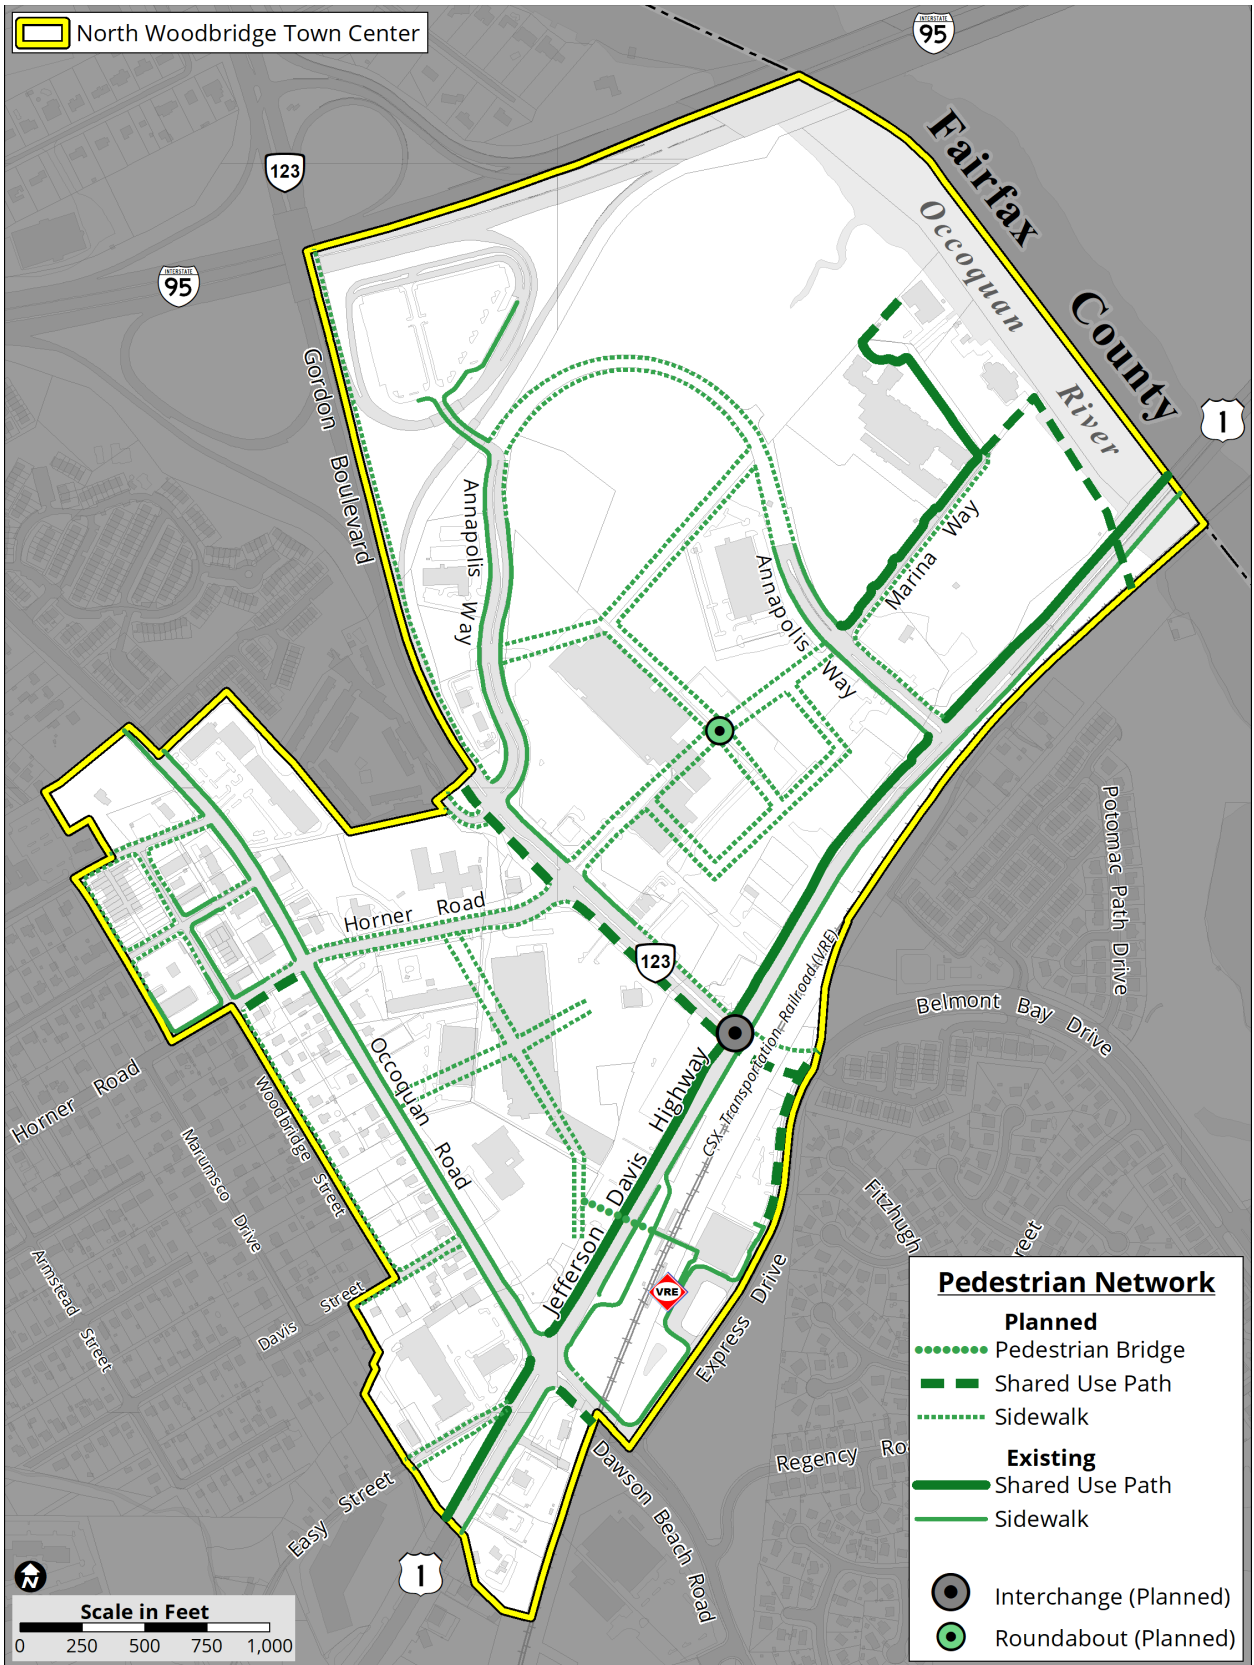 North Woodbridge Town Center
INTERSTATE
95
Fairfax
County
123
Occoquan
River
INTERSTATE
95
1
Gordon Boulevard
Annapolis Way
Annapolis Way
Marina Way
Potomac Path Drive
Horner Road
123
Belmont Bay Drive
CSX Transportation Railroad (VRE)
Occoquan Road
Jefferson Davis Highway
Horner Road
Woodbridge Street
Marumsco Drive
Armstead Street
Davis Street
Fitzhugh
reet
VRE
Express Drive
Regency Roa
Dawson Beach Road
Easy Street
1
Pedestrian Network
Planned
Pedestrian Bridge
Shared Use Path
Sidewalk
Existing
Shared Use Path
Sidewalk
Interchange (Planned)
Roundabout (Planned)
N
Scale in Feet
0 250 500 750 1,000